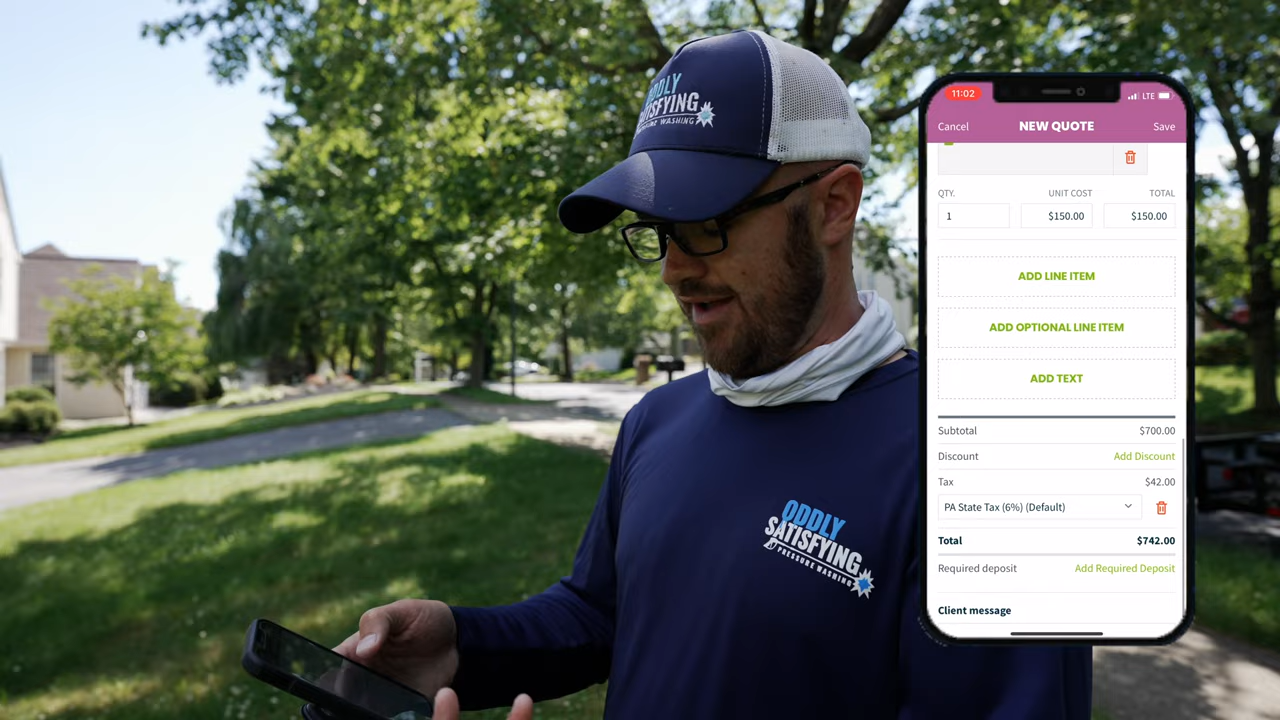 ODDLY
SATISFYING
PRESSURE WASHING
ODDLY
SATISFYING
PRESSURE WASHING
11:02
LTE
Cancel
NEW QUOTE
Save
QTY.
UNIT COST
TOTAL
1
$150.00
$150.00
ADD LINE ITEM
ADD OPTIONAL LINE ITEM
ADD TEXT
Subtotal
$700.00
Discount
Add Discount
Tax
$42.00
PA State Tax (6%) (Default)
Total
$742.00
Required deposit
Add Required Deposit
Client message